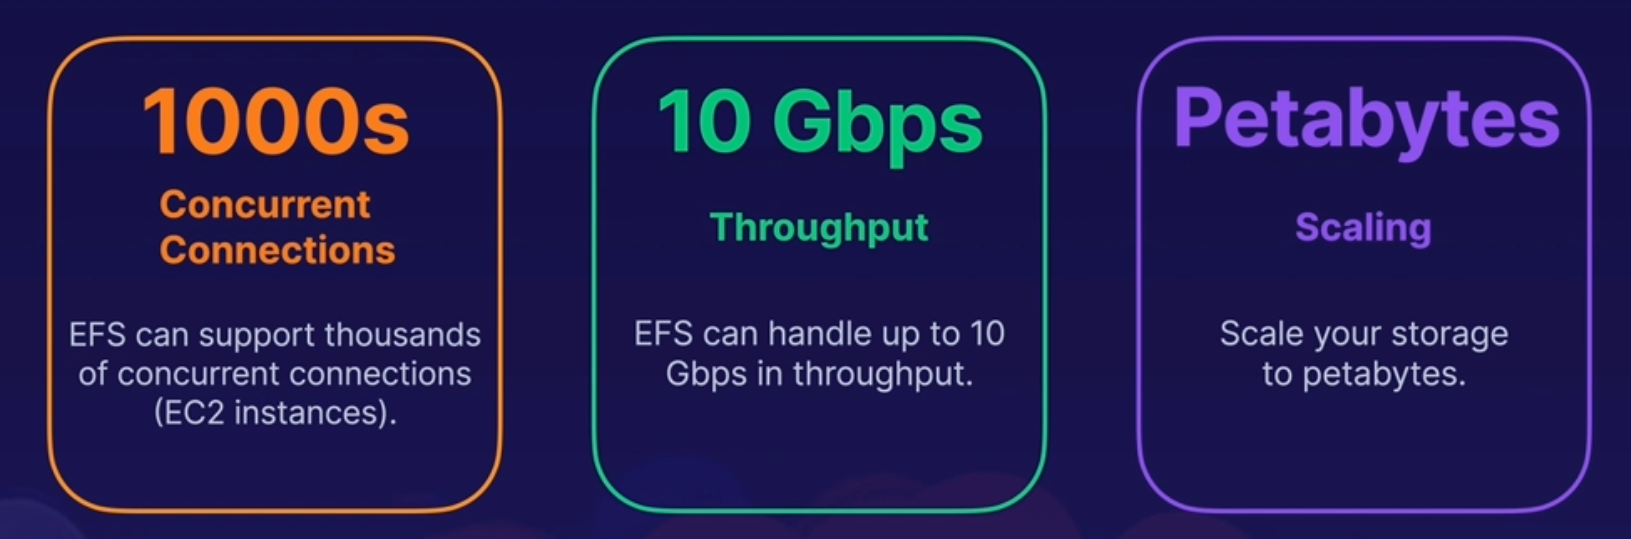 1000s
Concurrent
Connections
EFS can support thousands
of concurrent connections
(EC2 instances).
10 Gbps
Throughput
EFS can handle up to 10
Gbps in throughput.
Petabytes
Scaling
Scale your storage
to petabytes.